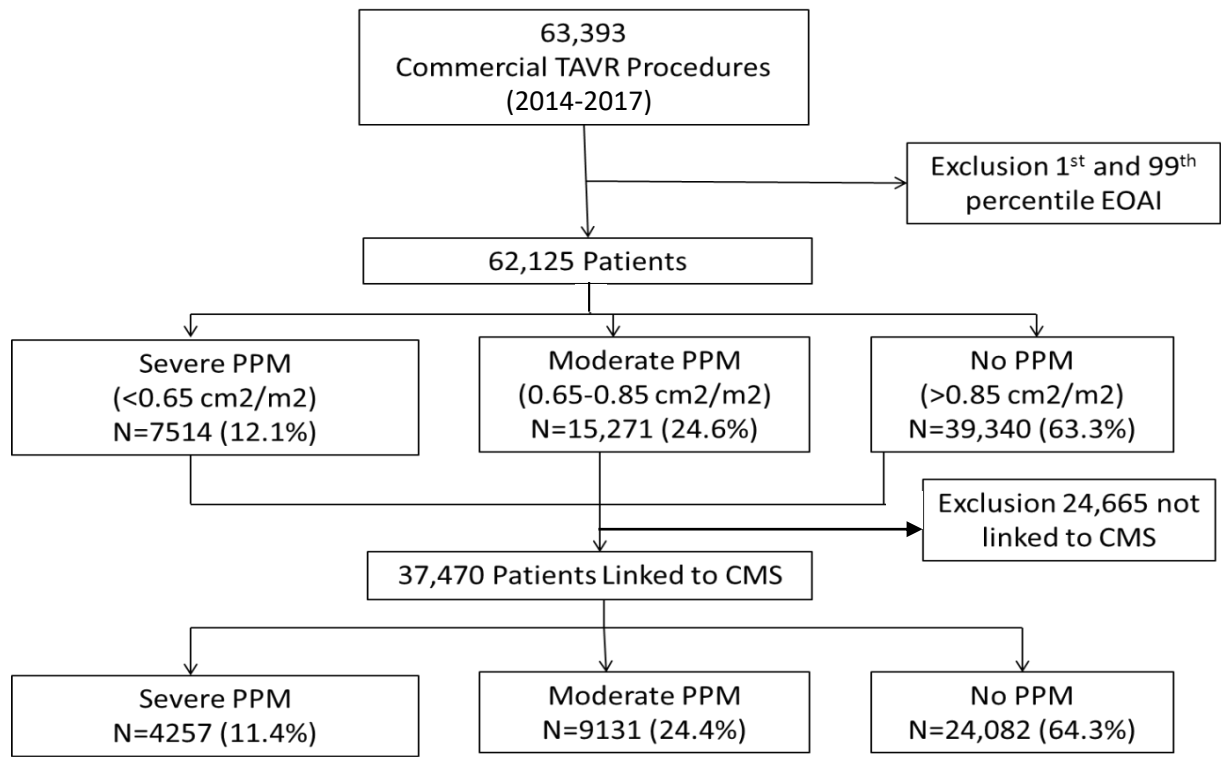 63,393
Commercial TAVR Procedures
(2014-2017)
Exclusion 1st and 99th
percentile EOAI
62,125 Patients
Severe PPM
(<0.65 cm2/m2)
N=7514 (12.1%)
Moderate PPM
(0.65-0.85 cm2/m2)
N=15,271 (24.6%)
No PPM
(>0.85 cm2/m2)
N=39,340 (63.3%)
Exclusion 24,665 not
linked to CMS
37,470 Patients Linked to CMS
Severe PPM
N=4257 (11.4%)
Moderate PPM
N=9131 (24.4%)
No PPM
N=24,082 (64.3%)